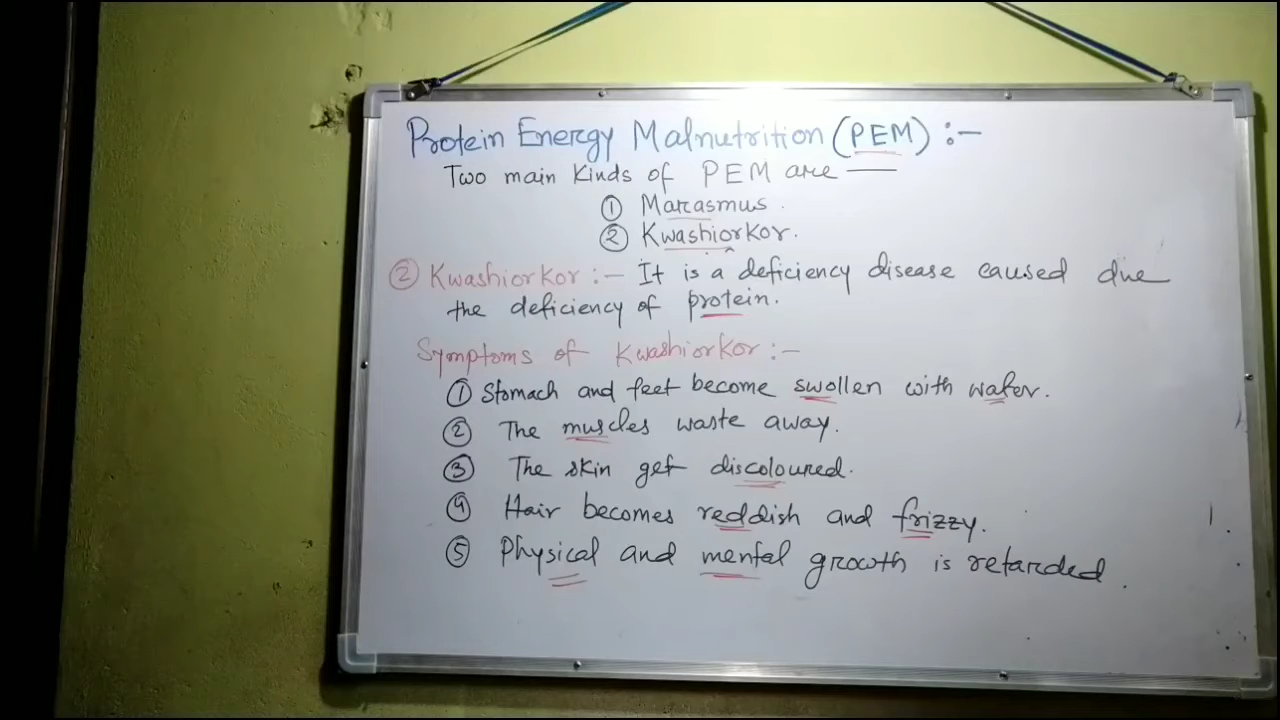 Protein Energy Malnutrition (PEM) :-
Two main kinds of PEM are —
① Marasmus.
② Kwashiorkor.
② Kwashiorkor :- It is a deficiency disease caused due
the deficiency of protein.
Symptoms of Kwashiorkor :-
① Stomach and feet become swollen with water.
② The muscles waste away.
③ The skin get discoloured.
④ Hair becomes reddish and frizzy.
⑤ Physical and mental growth is retarded.